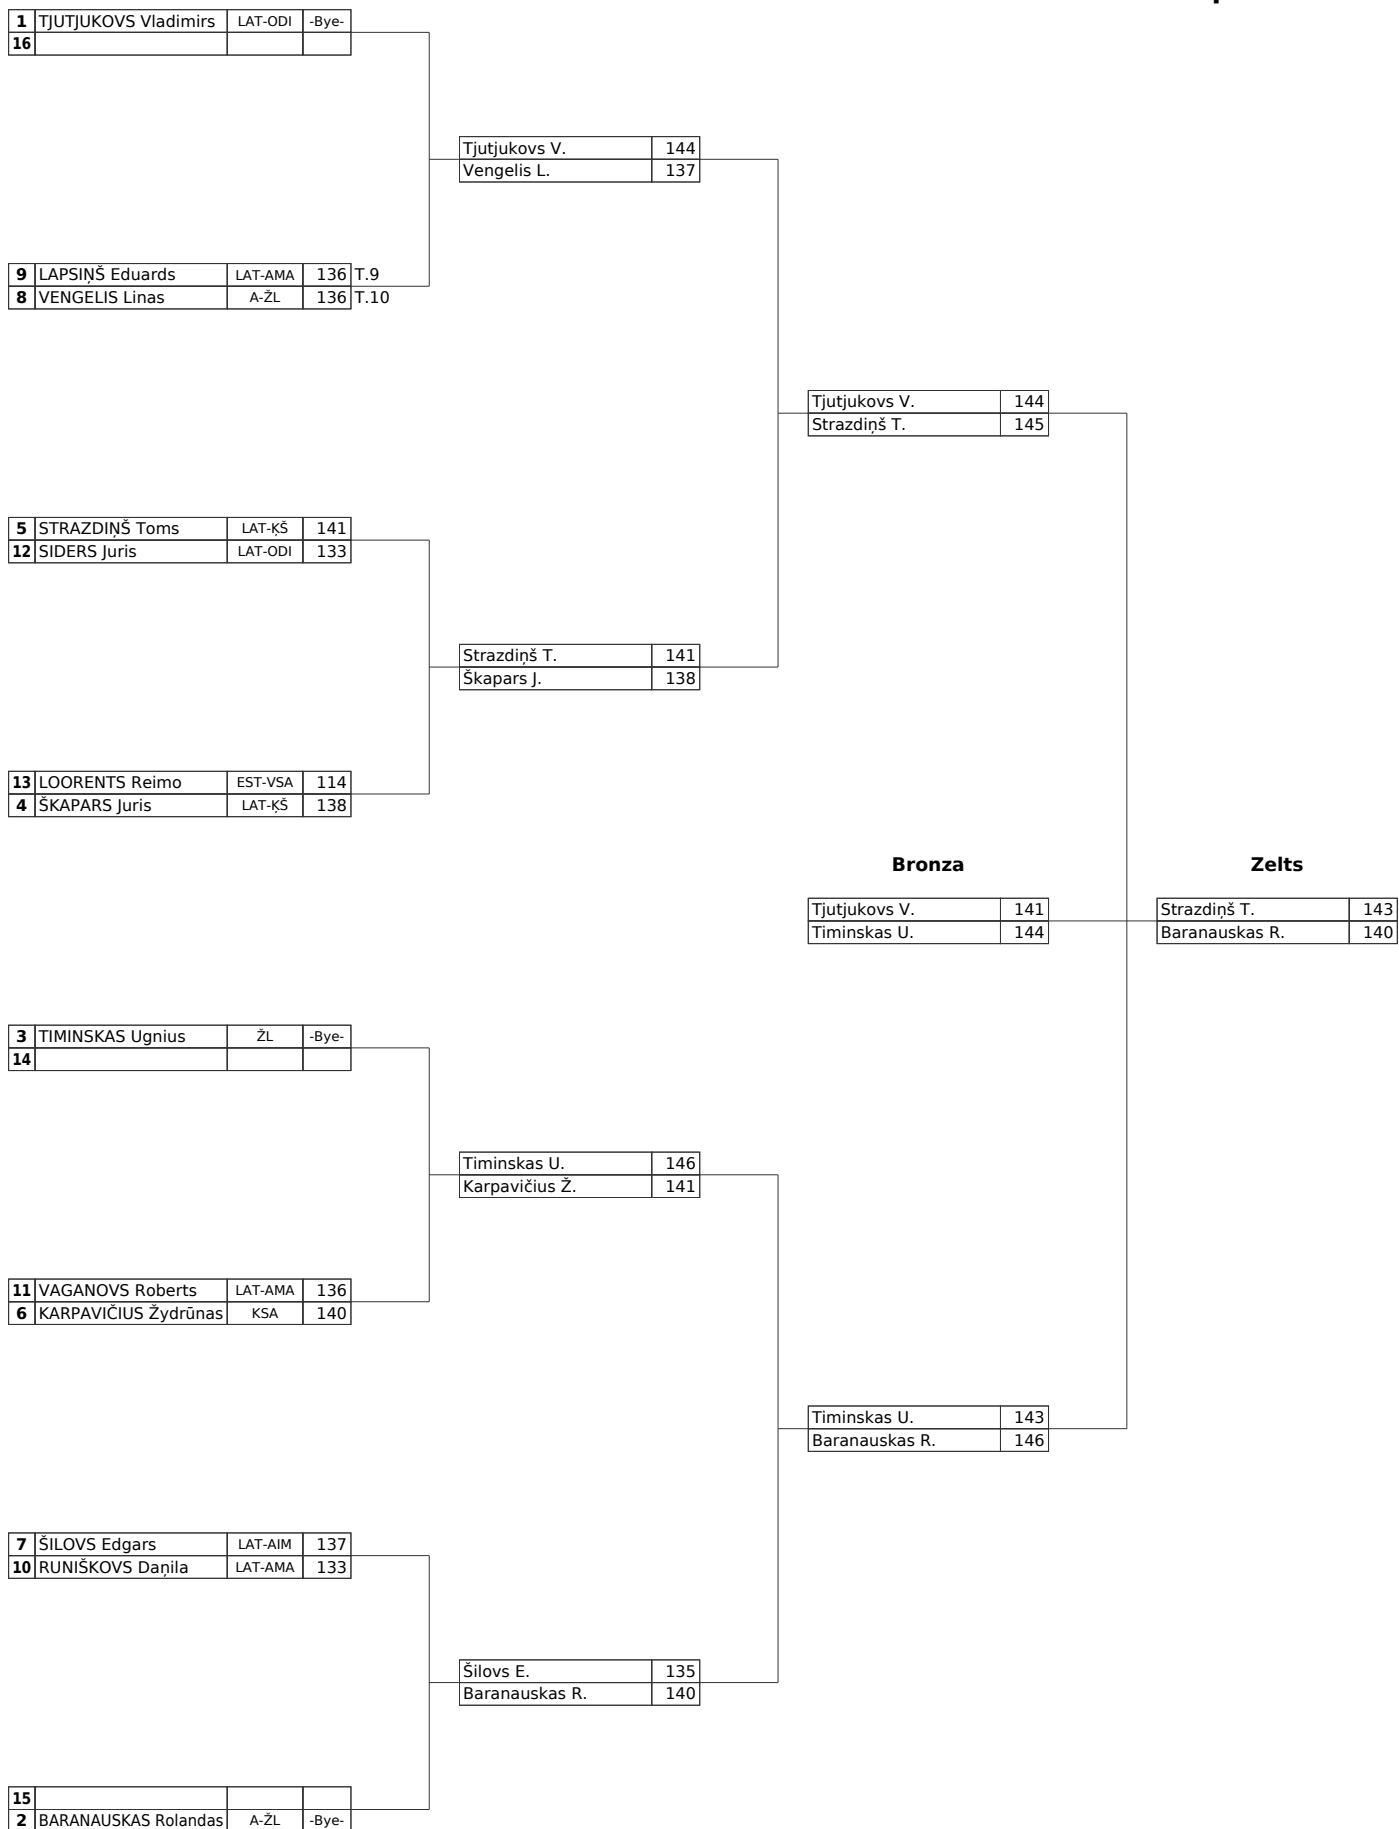 1 TJUTJUKOVS Vladimirs LAT-ODI -Bye-
16
Tjutjukovs V. 144
Vengelis L. 137
9 LAPSIŅŠ Eduards LAT-AMA 136 T.9
8 VENGELIS Linas A-ŽL 136 T.10
Tjutjukovs V. 144
Strazdiņš T. 145
5 STRAZDIŅŠ Toms LAT-ĶŠ 141
12 SIDERS Juris LAT-ODI 133
Strazdiņš T. 141
Škapars J. 138
13 LOORENTS Reimo EST-VSA 114
4 ŠKAPARS Juris LAT-ĶŠ 138
Bronza Zelts
Tjutjukovs V. 141 Strazdiņš T. 143
Timinskas U. 144 Baranauskas R. 140
3 TIMINSKAS Ugnius ŽL -Bye-
14
Timinskas U. 146
Karpavičius Ž. 141
11 VAGANOVS Roberts LAT-AMA 136
6 KARPAVIČIUS Žydrūnas KSA 140
Timinskas U. 143
Baranauskas R. 146
7 ŠILOVS Edgars LAT-AIM 137
10 RUNIŠKOVS Daņila LAT-AMA 133
Šilovs E. 135
Baranauskas R. 140
15
2 BARANAUSKAS Rolandas A-ŽL -Bye-